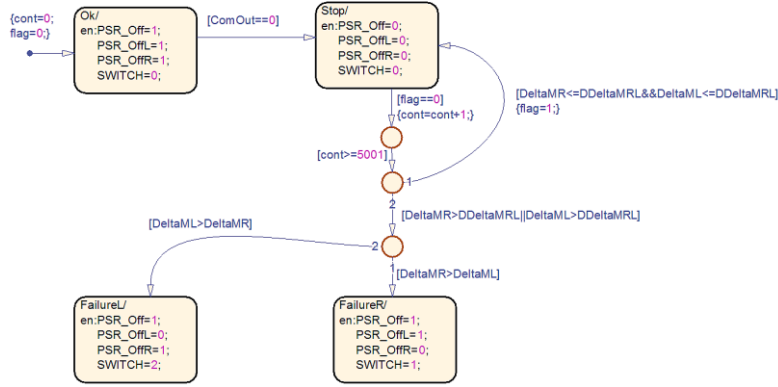 {cont=0;
flag=0;}
Ok/
en:PSR_Off=1;
PSR_OffL=1;
PSR_OffR=1;
SWITCH=0;
[ComOut==0]
Stop/
en:PSR_Off=0;
PSR_OffL=0;
PSR_OffR=0;
SWITCH=0;
[DeltaMR<=DDeltaMRL&&DeltaML<=DDeltaMRL]
{flag=1;}
[flag==0]
{cont=cont+1;}
[cont>=5001]
1
2
[DeltaMR>DDeltaMRL||DeltaML>DDeltaMRL]
[DeltaML>DeltaMR]
2
1
[DeltaMR>DeltaML]
FailureL/
en:PSR_Off=1;
PSR_OffL=0;
PSR_OffR=1;
SWITCH=2;
FailureR/
en:PSR_Off=1;
PSR_OffL=1;
PSR_OffR=0;
SWITCH=1;